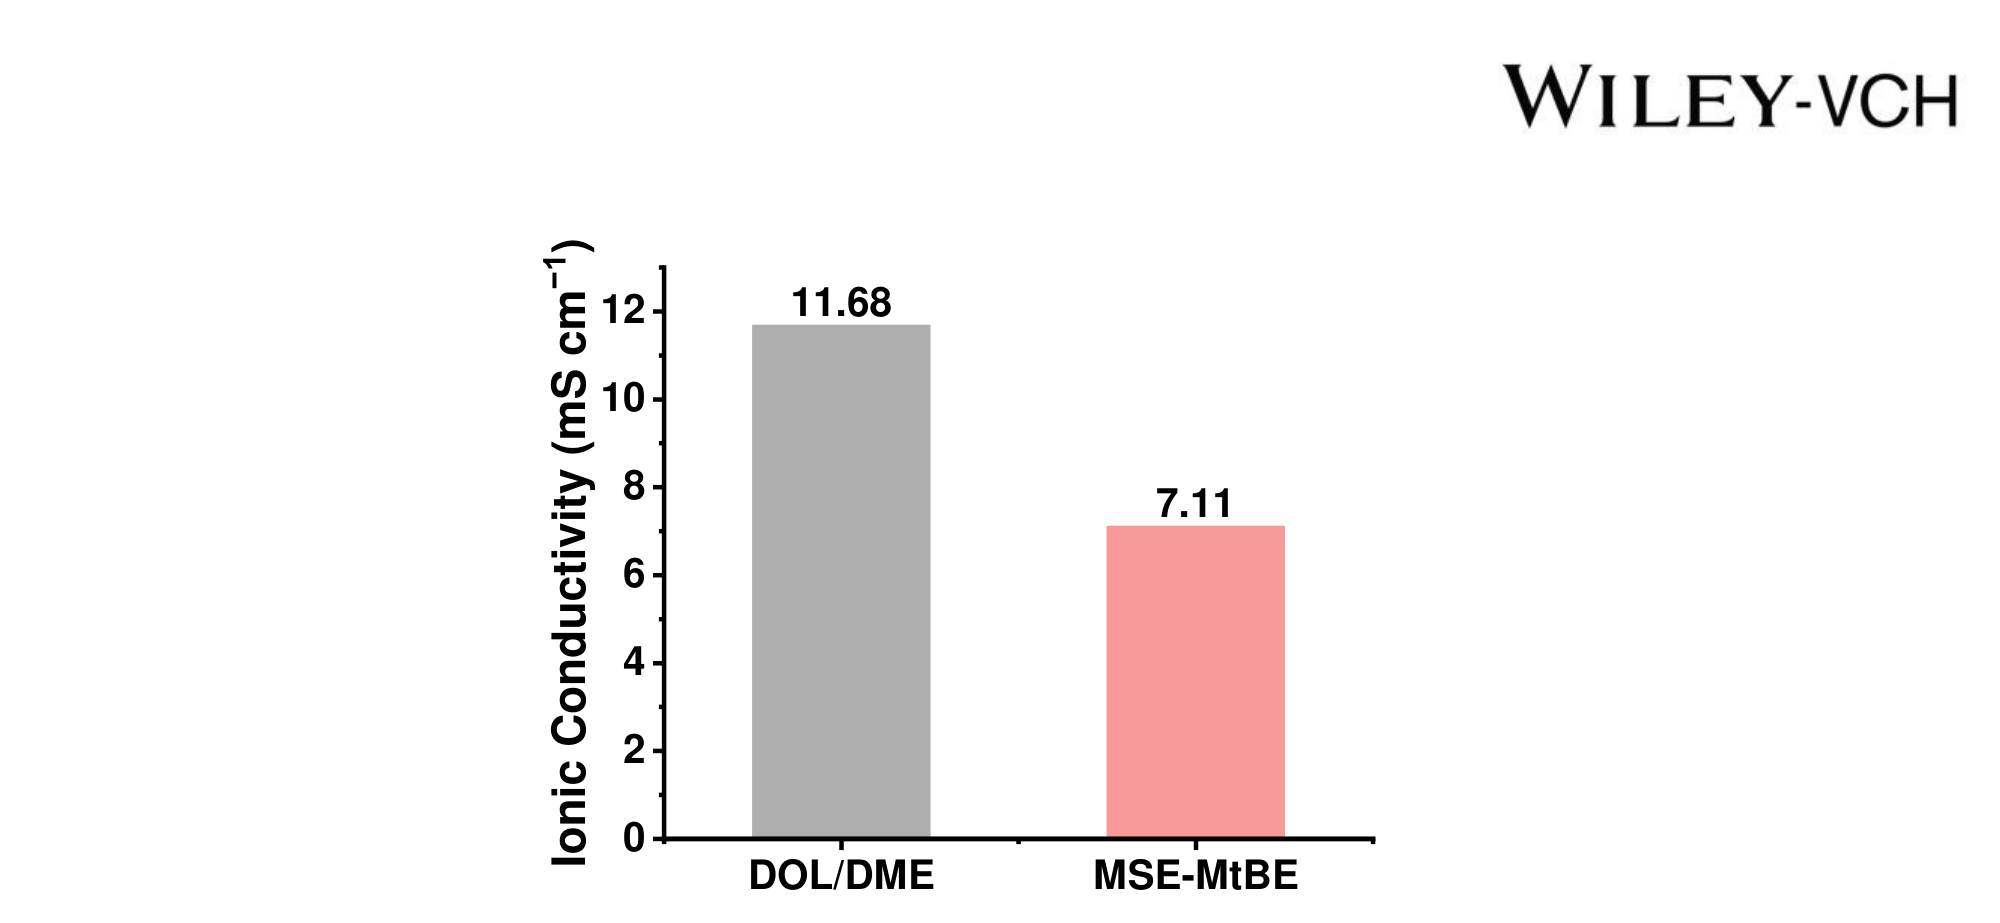 WILEY-VCH
Ionic Conductivity (mS cm⁻¹)
12
10
8
6
4
2
0
11.68
7.11
DOL/DME
MSE-MtBE